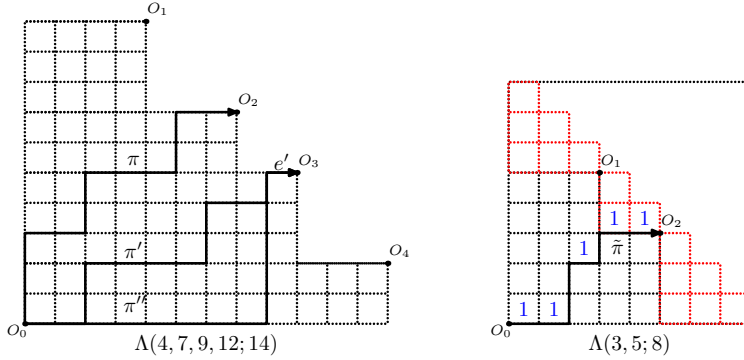 O₁
O₂
π
e′
O₃
π′
O₄
π″
O₀
Λ(4, 7, 9, 12; 14)
O₁
1 1
O₂
1
π̃
1 1
O₀
Λ(3, 5; 8)